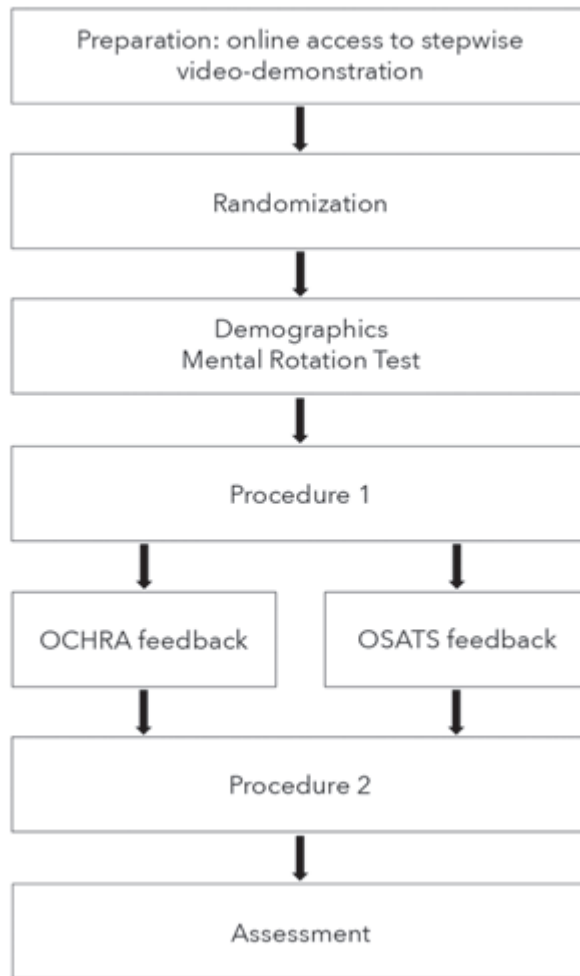 Preparation: online access to stepwise
video-demonstration
Randomization
Demographics
Mental Rotation Test
Procedure 1
OCHRA feedback
OSATS feedback
Procedure 2
Assessment